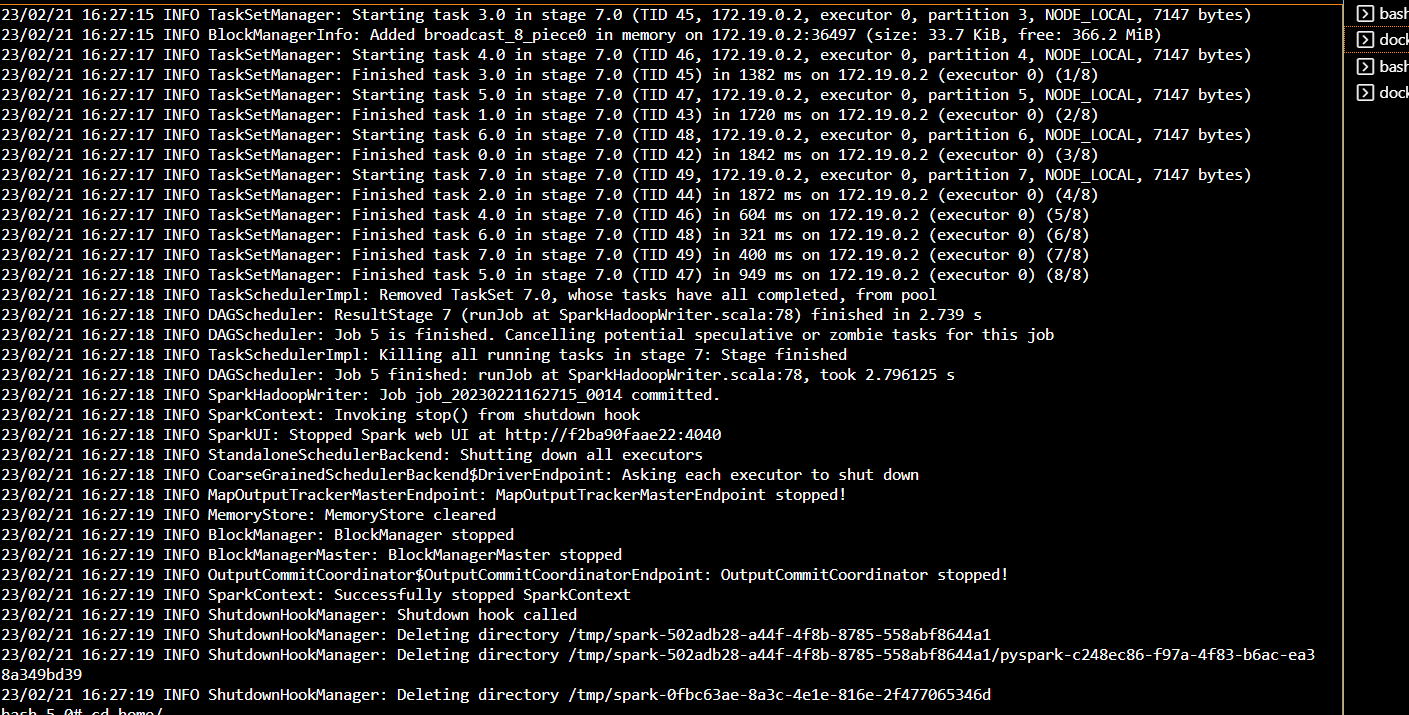 23/02/21 16:27:15 INFO TaskSetManager: Starting task 3.0 in stage 7.0 (TID 45, 172.19.0.2, executor 0, partition 3, NODE_LOCAL, 7147 bytes)
23/02/21 16:27:15 INFO BlockManagerInfo: Added broadcast_8_piece0 in memory on 172.19.0.2:36497 (size: 33.7 KiB, free: 366.2 MiB)
23/02/21 16:27:17 INFO TaskSetManager: Starting task 4.0 in stage 7.0 (TID 46, 172.19.0.2, executor 0, partition 4, NODE_LOCAL, 7147 bytes)
23/02/21 16:27:17 INFO TaskSetManager: Finished task 3.0 in stage 7.0 (TID 45) in 1382 ms on 172.19.0.2 (executor 0) (1/8)
23/02/21 16:27:17 INFO TaskSetManager: Starting task 5.0 in stage 7.0 (TID 47, 172.19.0.2, executor 0, partition 5, NODE_LOCAL, 7147 bytes)
23/02/21 16:27:17 INFO TaskSetManager: Finished task 1.0 in stage 7.0 (TID 43) in 1720 ms on 172.19.0.2 (executor 0) (2/8)
23/02/21 16:27:17 INFO TaskSetManager: Starting task 6.0 in stage 7.0 (TID 48, 172.19.0.2, executor 0, partition 6, NODE_LOCAL, 7147 bytes)
23/02/21 16:27:17 INFO TaskSetManager: Finished task 0.0 in stage 7.0 (TID 42) in 1842 ms on 172.19.0.2 (executor 0) (3/8)
23/02/21 16:27:17 INFO TaskSetManager: Starting task 7.0 in stage 7.0 (TID 49, 172.19.0.2, executor 0, partition 7, NODE_LOCAL, 7147 bytes)
23/02/21 16:27:17 INFO TaskSetManager: Finished task 2.0 in stage 7.0 (TID 44) in 1872 ms on 172.19.0.2 (executor 0) (4/8)
23/02/21 16:27:17 INFO TaskSetManager: Finished task 4.0 in stage 7.0 (TID 46) in 604 ms on 172.19.0.2 (executor 0) (5/8)
23/02/21 16:27:17 INFO TaskSetManager: Finished task 6.0 in stage 7.0 (TID 48) in 321 ms on 172.19.0.2 (executor 0) (6/8)
23/02/21 16:27:17 INFO TaskSetManager: Finished task 7.0 in stage 7.0 (TID 49) in 400 ms on 172.19.0.2 (executor 0) (7/8)
23/02/21 16:27:18 INFO TaskSetManager: Finished task 5.0 in stage 7.0 (TID 47) in 949 ms on 172.19.0.2 (executor 0) (8/8)
23/02/21 16:27:18 INFO TaskSchedulerImpl: Removed TaskSet 7.0, whose tasks have all completed, from pool
23/02/21 16:27:18 INFO DAGScheduler: ResultStage 7 (runJob at SparkHadoopWriter.scala:78) finished in 2.739 s
23/02/21 16:27:18 INFO DAGScheduler: Job 5 is finished. Cancelling potential speculative or zombie tasks for this job
23/02/21 16:27:18 INFO TaskSchedulerImpl: Killing all running tasks in stage 7: Stage finished
23/02/21 16:27:18 INFO DAGScheduler: Job 5 finished: runJob at SparkHadoopWriter.scala:78, took 2.796125 s
23/02/21 16:27:18 INFO SparkHadoopWriter: Job job_20230221162715_0014 committed.
23/02/21 16:27:18 INFO SparkContext: Invoking stop() from shutdown hook
23/02/21 16:27:18 INFO SparkUI: Stopped Spark web UI at http://f2ba90faae22:4040
23/02/21 16:27:18 INFO StandaloneSchedulerBackend: Shutting down all executors
23/02/21 16:27:18 INFO CoarseGrainedSchedulerBackend$DriverEndpoint: Asking each executor to shut down
23/02/21 16:27:18 INFO MapOutputTrackerMasterEndpoint: MapOutputTrackerMasterEndpoint stopped!
23/02/21 16:27:19 INFO MemoryStore: MemoryStore cleared
23/02/21 16:27:19 INFO BlockManager: BlockManager stopped
23/02/21 16:27:19 INFO BlockManagerMaster: BlockManagerMaster stopped
23/02/21 16:27:19 INFO OutputCommitCoordinator$OutputCommitCoordinatorEndpoint: OutputCommitCoordinator stopped!
23/02/21 16:27:19 INFO SparkContext: Successfully stopped SparkContext
23/02/21 16:27:19 INFO ShutdownHookManager: Shutdown hook called
23/02/21 16:27:19 INFO ShutdownHookManager: Deleting directory /tmp/spark-502adb28-a44f-4f8b-8785-558abf8644a1
23/02/21 16:27:19 INFO ShutdownHookManager: Deleting directory /tmp/spark-502adb28-a44f-4f8b-8785-558abf8644a1/pyspark-c248ec86-f97a-4f83-b6ac-ea3
8a349bd39
23/02/21 16:27:19 INFO ShutdownHookManager: Deleting directory /tmp/spark-0fbc63ae-8a3c-4e1e-816e-2f477065346d
bash-5.0# cd home/
bash
dock
bash
dock